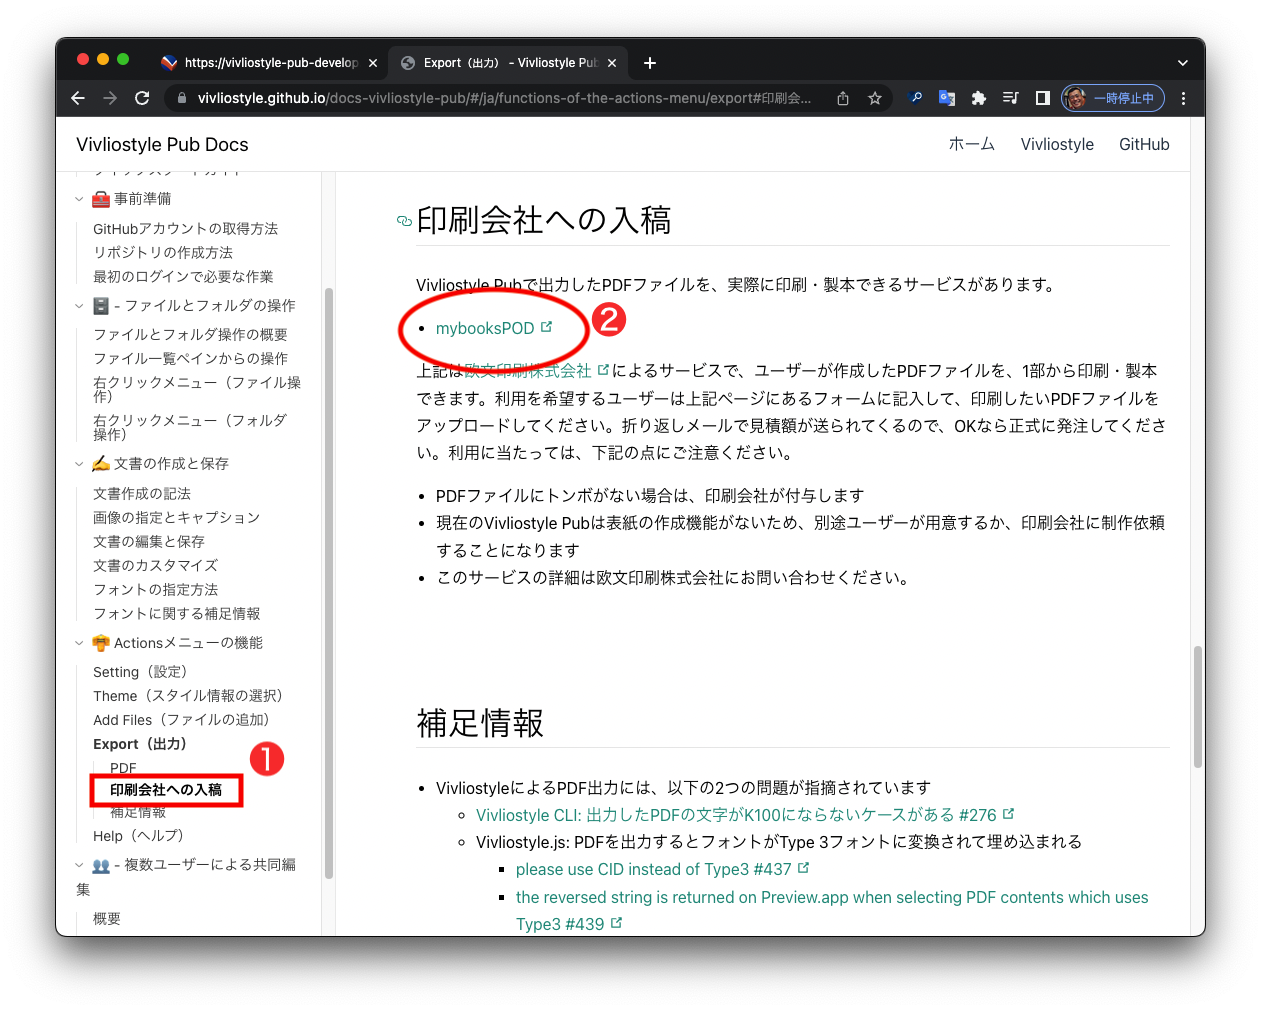 https://vivliostyle-pub-develop
Export（出力） - Vivliostyle Pub
vivliostyle.github.io/docs-vivliostyle-pub/#/ja/functions-of-the-actions-menu/export#印刷会...
一時停止中
Vivliostyle Pub Docs
ホーム
Vivliostyle
GitHub
事前準備
GitHubアカウントの取得方法
リポジトリの作成方法
最初のログインで必要な作業
- ファイルとフォルダの操作
ファイルとフォルダ操作の概要
ファイル一覧ペインからの操作
右クリックメニュー（ファイル操
作）
右クリックメニュー（フォルダ
操作）
文書の作成と保存
文書作成の記法
画像の指定とキャプション
文書の編集と保存
文書のカスタマイズ
フォントの指定方法
フォントに関する補足情報
Actionsメニューの機能
Setting（設定）
Theme（スタイル情報の選択）
Add Files（ファイルの追加）
Export（出力）
1
PDF
印刷会社への入稿
補足情報
Help（ヘルプ）
- 複数ユーザーによる共同編
集
概要
印刷会社への入稿
Vivliostyle Pubで出力したPDFファイルを、実際に印刷・製本できるサービスがあります。
2
• mybooksPOD
上記は欧文印刷株式会社によるサービスで、ユーザーが作成したPDFファイルを、1部から印刷・製本
できます。利用を希望するユーザーは上記ページにあるフォームに記入して、印刷したいPDFファイルを
アップロードしてください。折り返しメールで見積額が送られてくるので、OKなら正式に発注してくださ
い。利用に当たっては、下記の点にご注意ください。
• PDFファイルにトンボがない場合は、印刷会社が付与します
• 現在のVivliostyle Pubは表紙の作成機能がないため、別途ユーザーが用意するか、印刷会社に制作依頼
することになります
• このサービスの詳細は欧文印刷株式会社にお問い合わせください。
補足情報
• VivliostyleによるPDF出力には、以下の2つの問題が指摘されています
◦ Vivliostyle CLI: 出力したPDFの文字がK100にならないケースがある #276
◦ Vivliostyle.js: PDFを出力するとフォントがType 3フォントに変換されて埋め込まれる
▪ please use CID instead of Type3 #437
▪ the reversed string is returned on Preview.app when selecting PDF contents which uses
Type3 #439